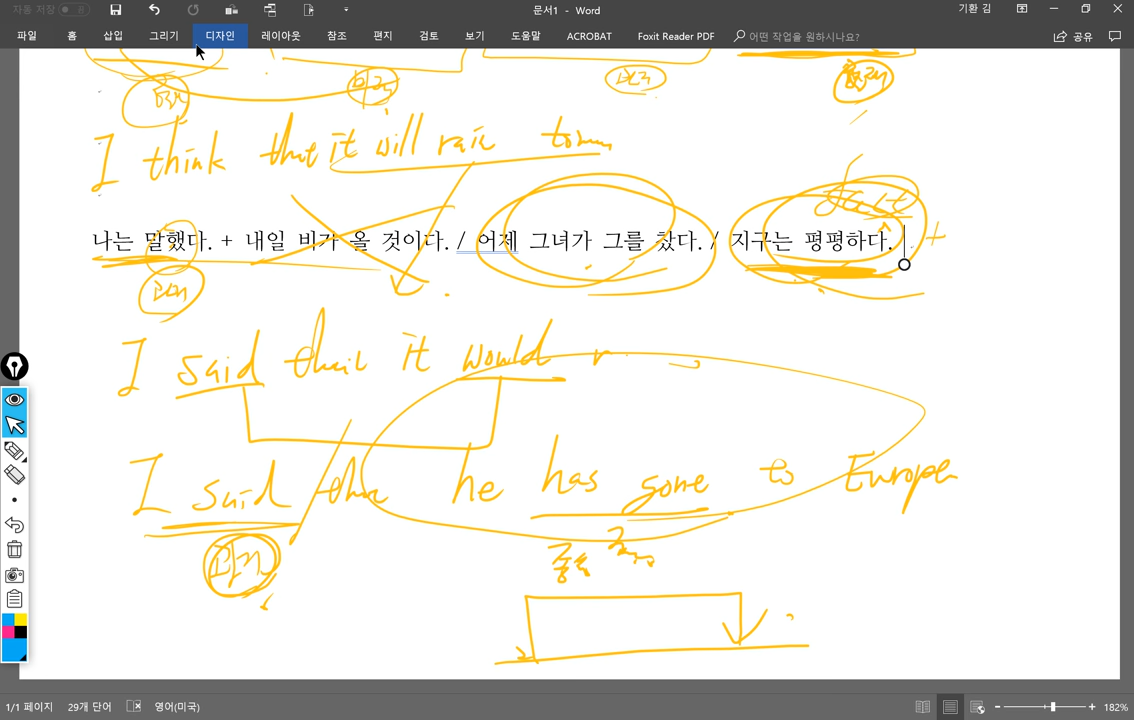 자동 저장 문서1 - Word 기환 김
파일 홈 삽입 그리기 디자인 레이아웃 참조 편지 검토 보기 도움말 ACROBAT Foxit Reader PDF 어떤 작업을 원하시나요? 공유
I think that it will rain
나는 말했다. + 내일 비가 올 것이다. / 어제 그녀가 그를 찼다. / 지구는 평평하다. +
과거
I said that it would r
I said that he has gone to Europe
과거
1/1 페이지 29개 단어 영어(미국) 182%